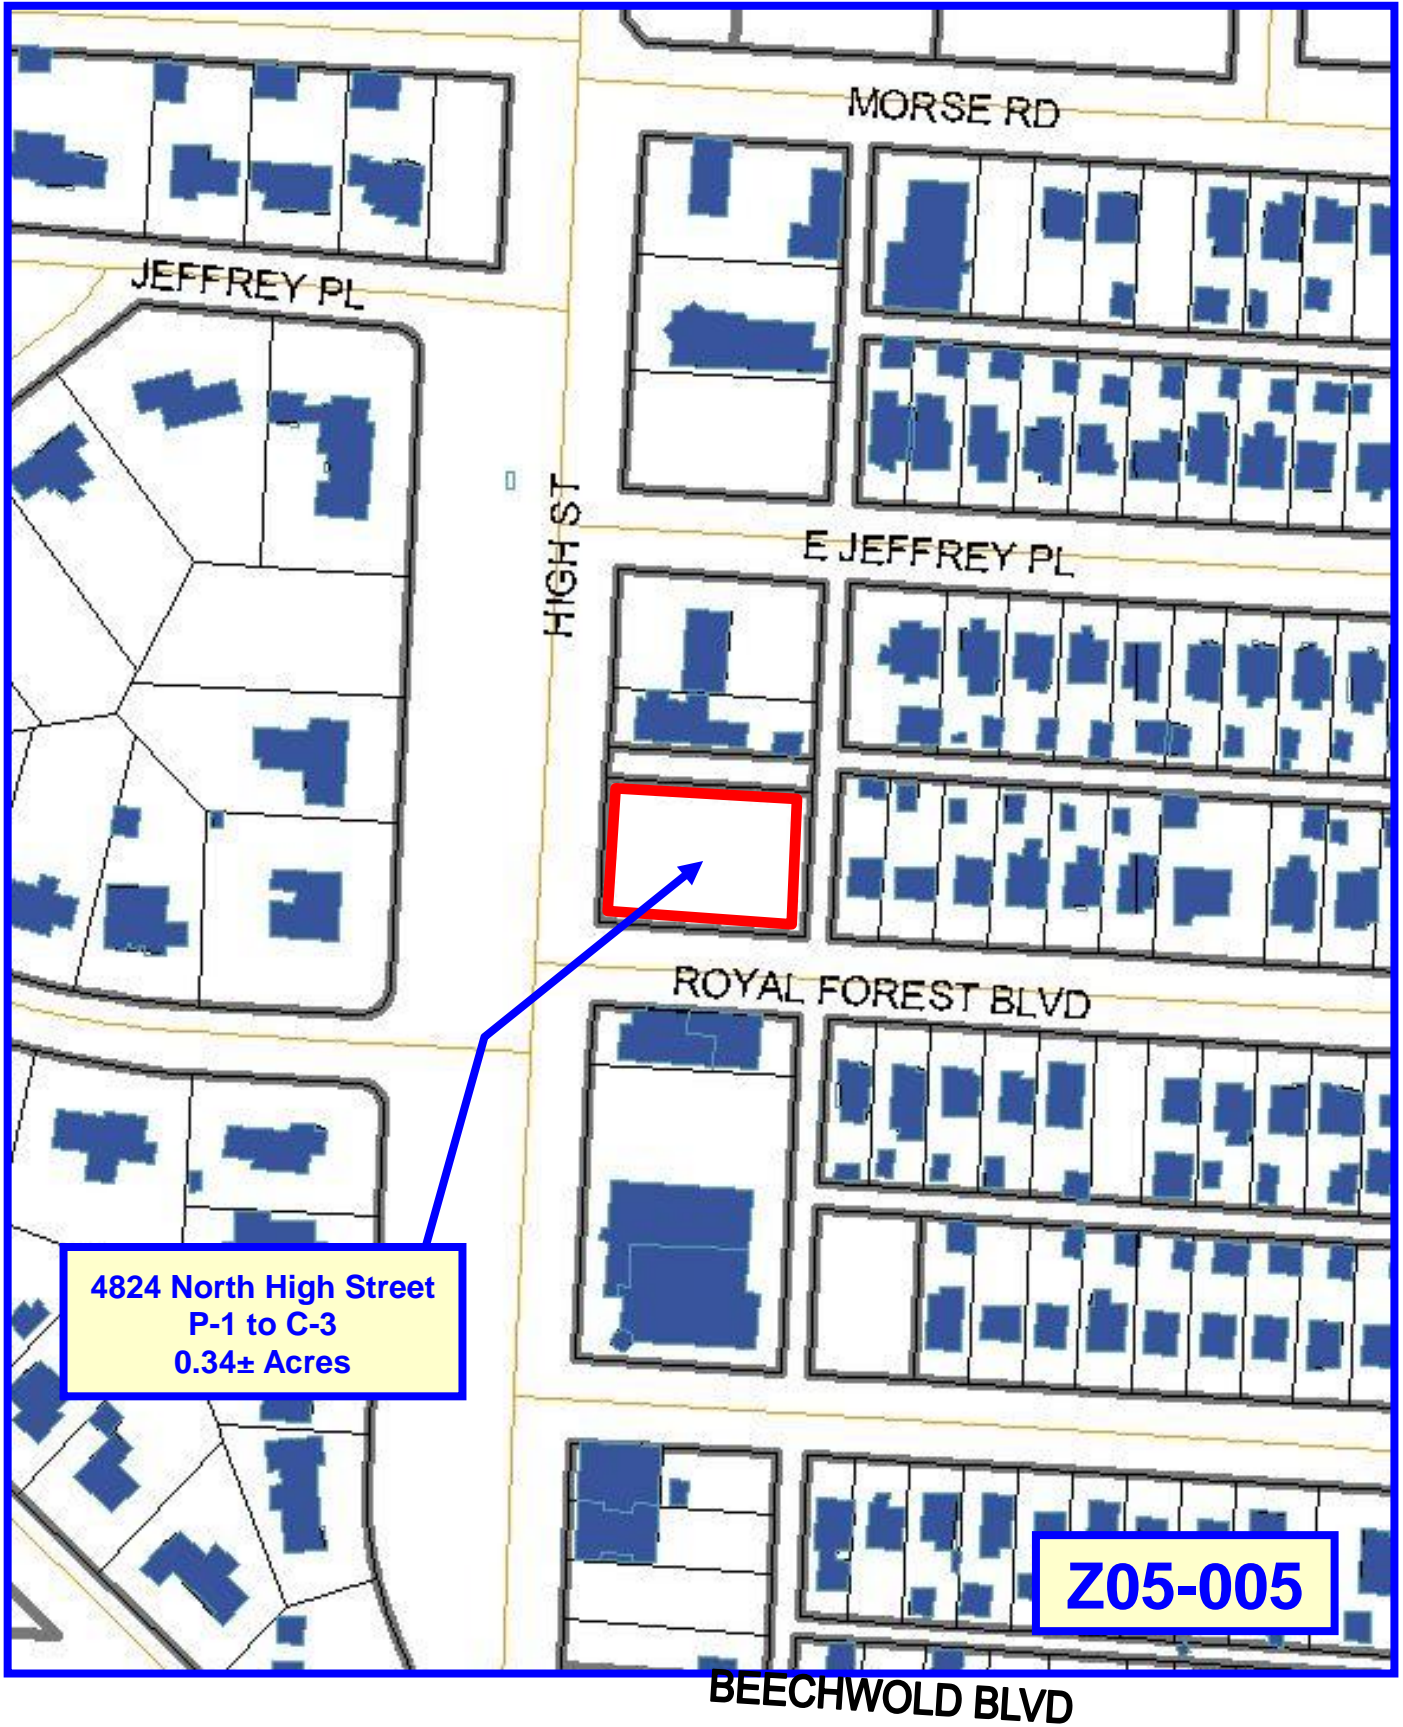 MORSE RD
JEFFREY PL
HIGH ST
E JEFFREY PL
ROYAL FOREST BLVD
4824 North High Street
P-1 to C-3
0.34± Acres
Z05-005
BEECHWOLD BLVD